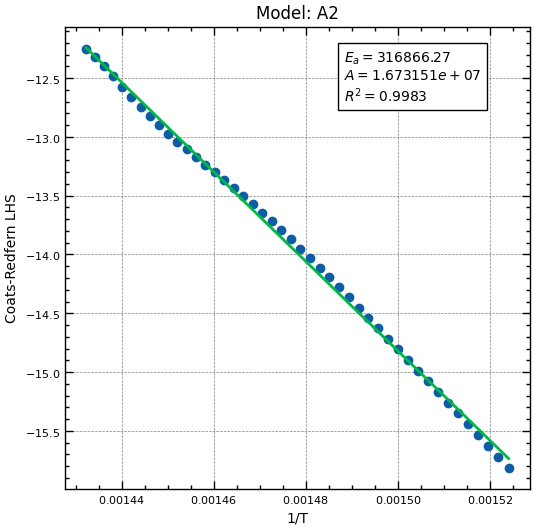 Model: A2
E_a = 316866.27
A = 1.673151e + 07
R² = 0.9983
Coats-Redfern LHS
−12.5
−13.0
−13.5
−14.0
−14.5
−15.0
−15.5
0.00144 0.00146 0.00148 0.00150 0.00152
1/T